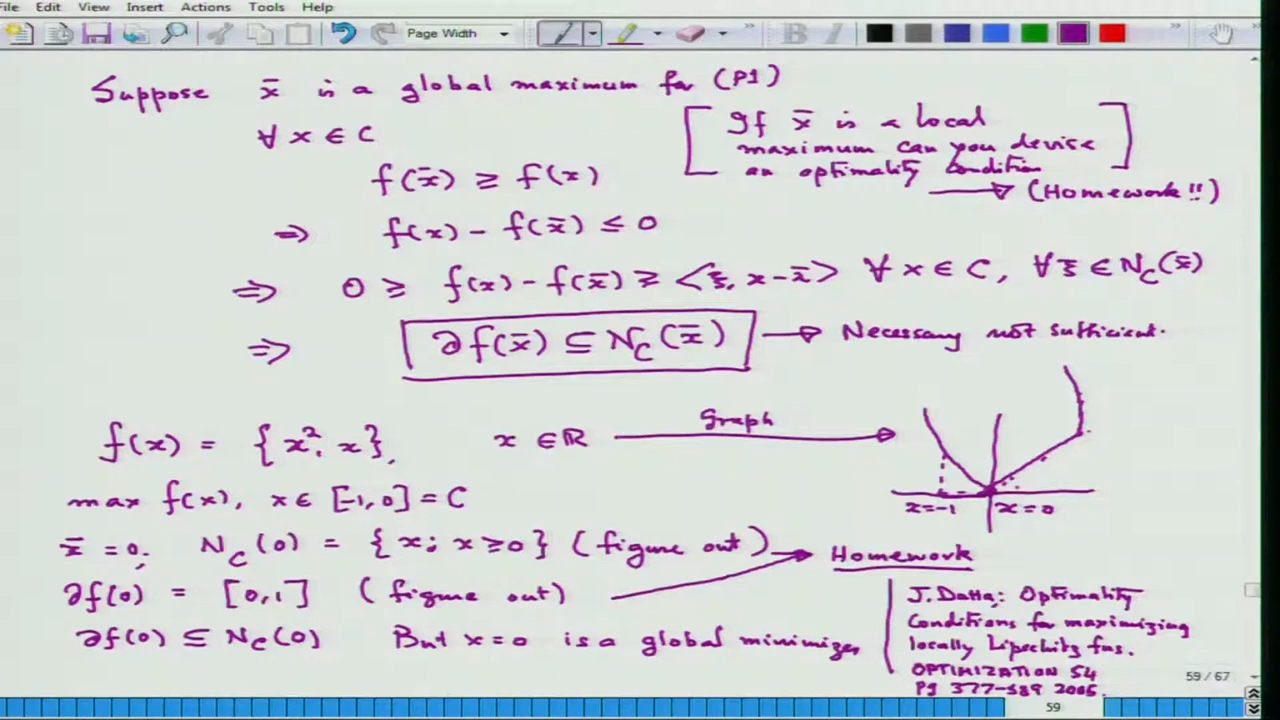 File Edit View Insert Actions Tools Help
Page Width
Suppose x̄ is a global maximum for (P1)
∀ x ∈ C
f(x̄) ≥ f(x)
[ If x̄ is a local
maximum can you devise
an optimality condition ]
→ (Homework!!)
⇒ f(x) - f(x̄) ≤ 0
⇒ 0 ≥ f(x) - f(x̄) ≥ <ξ, x - x̄> ∀ x ∈ C, ∀ ξ ∈ N_C(x̄)
⇒ ∂f(x̄) ⊆ N_C(x̄) → Necessary not sufficient.
f(x) = {x², x}, x ∈ ℝ Graph →
max f(x), x ∈ [-1, 0] = C
x = -1 x = 0
x̄ = 0; N_C(0) = {x: x ≥ 0} (figure out) → Homework
∂f(0) = [0,1] (figure out)
∂f(0) ⊆ N_C(0) But x = 0 is a global minimizer
J. Dutta: Optimality
Conditions for maximizing
locally Lipschitz fns.
OPTIMIZATION 54
Pg 377-389 2005.
59 / 67
59